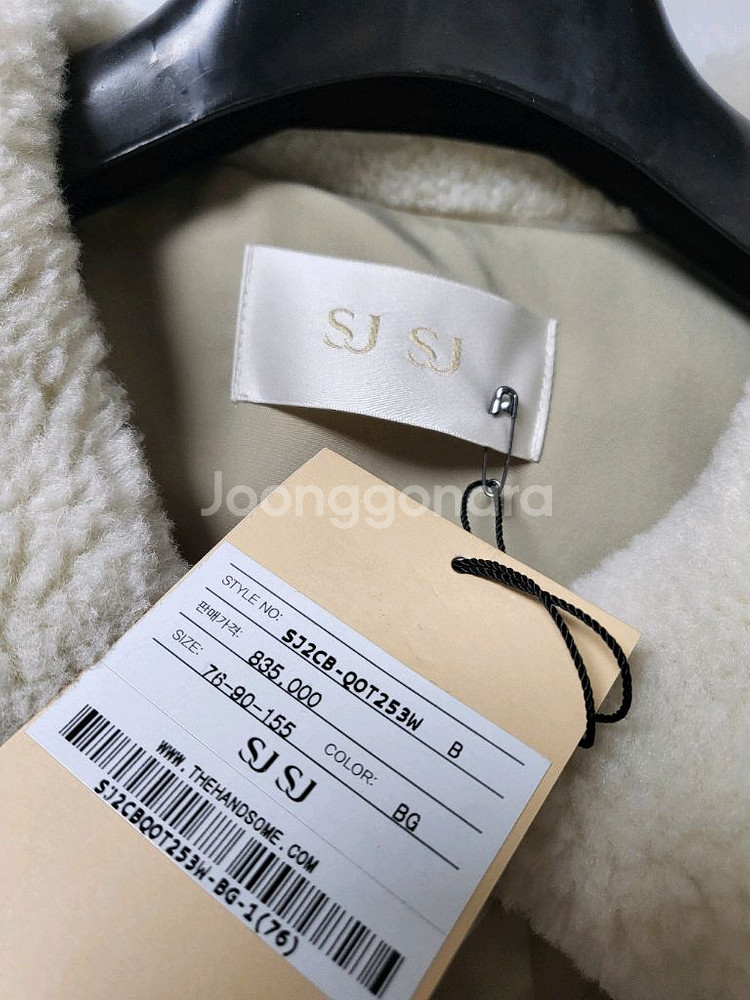 SJ SJ
Joonggonara
STYLE NO: SJ2CB-QOT253W B
판매가격: 835,000
SIZE: 76-90-155 COLOR: BG
SJ SJ
WWW.THEHANDSOME.COM
SJ2CBQOT253W-BG-1(76)